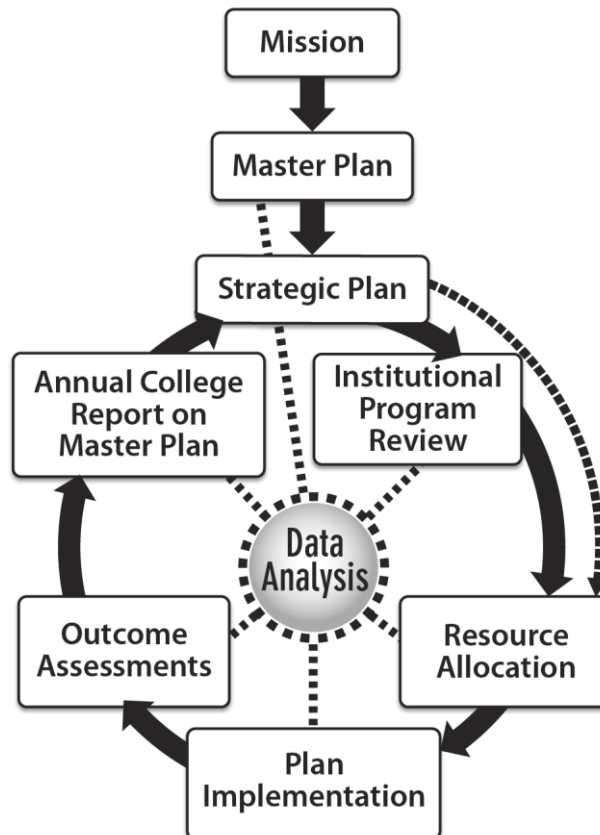 Mission
Master Plan
Strategic Plan
Annual College
Report on
Master Plan
Institutional
Program
Review
Data
Analysis
Outcome
Assessments
Resource
Allocation
Plan
Implementation